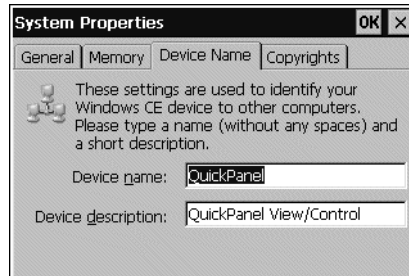 System Properties OK ×
General Memory Device Name Copyrights
These settings are used to identify your
Windows CE device to other computers.
Please type a name (without any spaces) and
a short description.
Device name: QuickPanel
Device description: QuickPanel View/Control